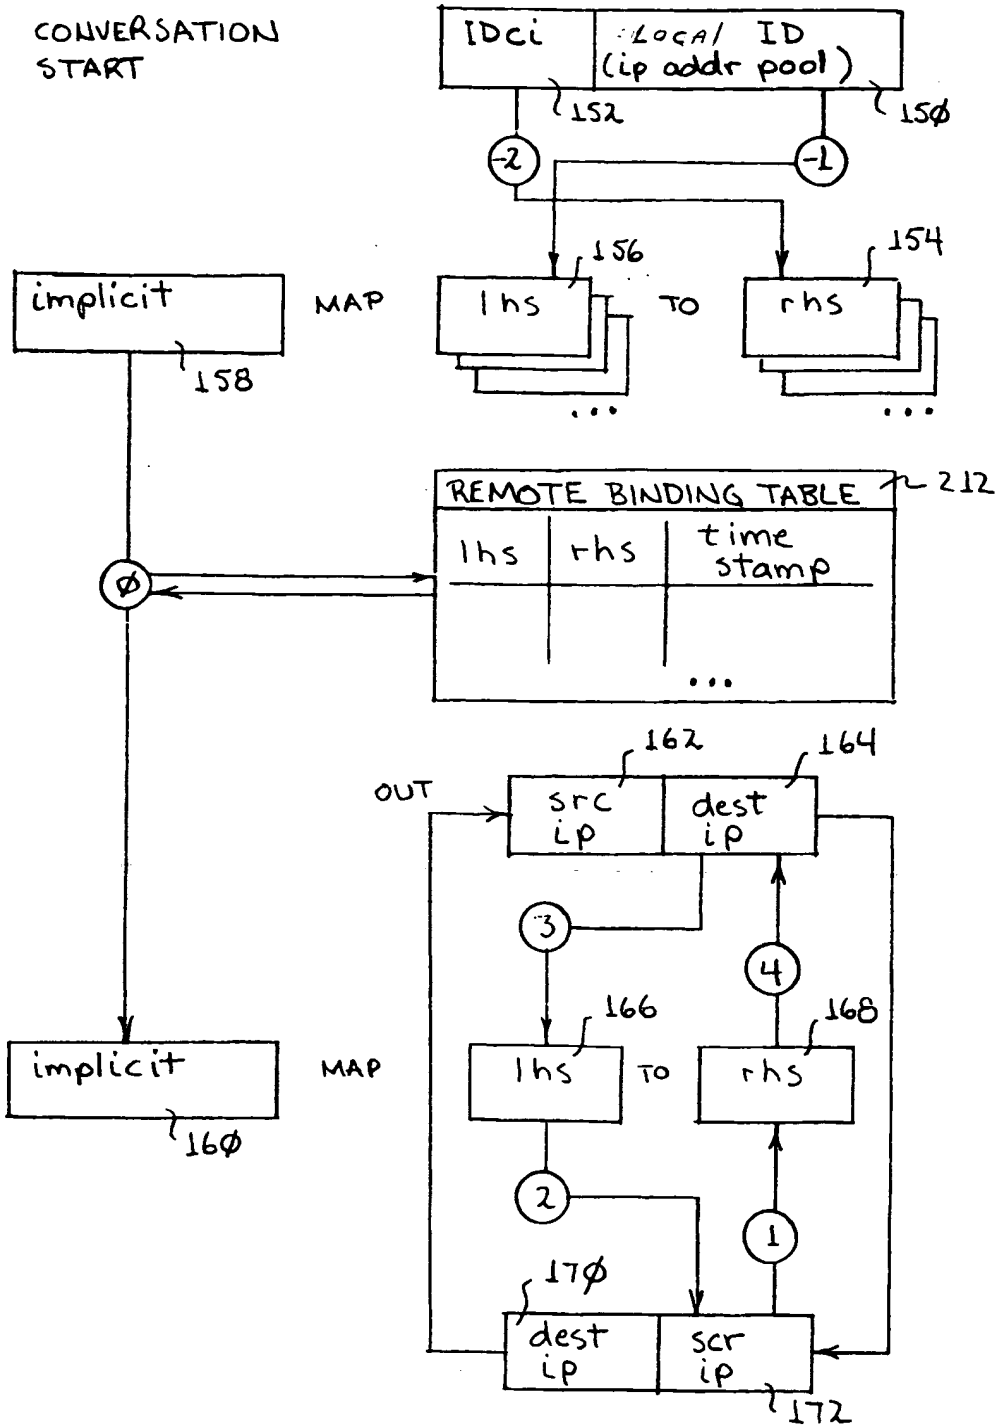 CONVERSATION
START
IDci
LOCAl ID
(ip addr pool)
152
150
-2
-1
156
154
implicit
MAP
lhs
TO
rhs
158
...
...
REMOTE BINDING TABLE
212
lhs
rhs
time
stamp
0
...
162
164
OUT
src
ip
dest
ip
3
4
166
168
implicit
MAP
lhs
TO
rhs
160
2
1
170
dest
ip
scr
ip
172